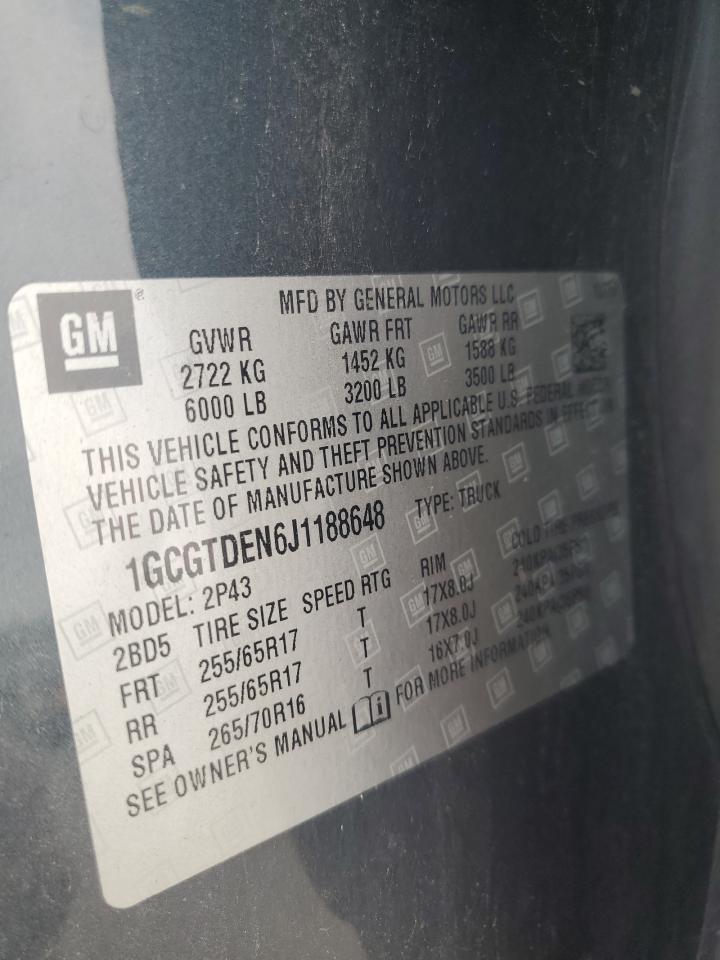 GM
MFD BY GENERAL MOTORS LLC
GVWR GAWR FRT GAWR RR
2722 KG 1452 KG 1588 KG
6000 LB 3200 LB 3500 LB
THIS VEHICLE CONFORMS TO ALL APPLICABLE U.S. FEDERAL
VEHICLE SAFETY AND THEFT PREVENTION STANDARDS IN EFFECT ON
THE DATE OF MANUFACTURE SHOWN ABOVE.
1GCGTDEN6J1188648 TYPE: TRUCK
MODEL: 2P43
2BD5 TIRE SIZE SPEED RTG RIM COLD TIRE PRESSURE
FRT 255/65R17 T 17X8.0J
RR 255/65R17 T 17X8.0J
SPA 265/70R16 T 16X7.0J
SEE OWNER'S MANUAL FOR MORE INFORMATION